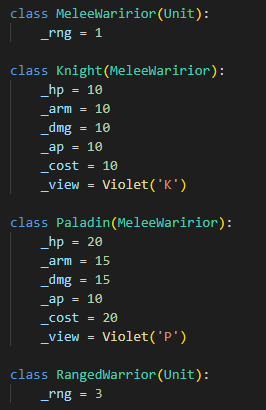 class MeleeWaririor(Unit):
    _rng = 1

class Knight(MeleeWaririor):
    _hp = 10
    _arm = 10
    _dmg = 10
    _ap = 10
    _cost = 10
    _view = Violet('K')

class Paladin(MeleeWaririor):
    _hp = 20
    _arm = 15
    _dmg = 15
    _ap = 10
    _cost = 20
    _view = Violet('P')

class RangedWarrior(Unit):
    _rng = 3